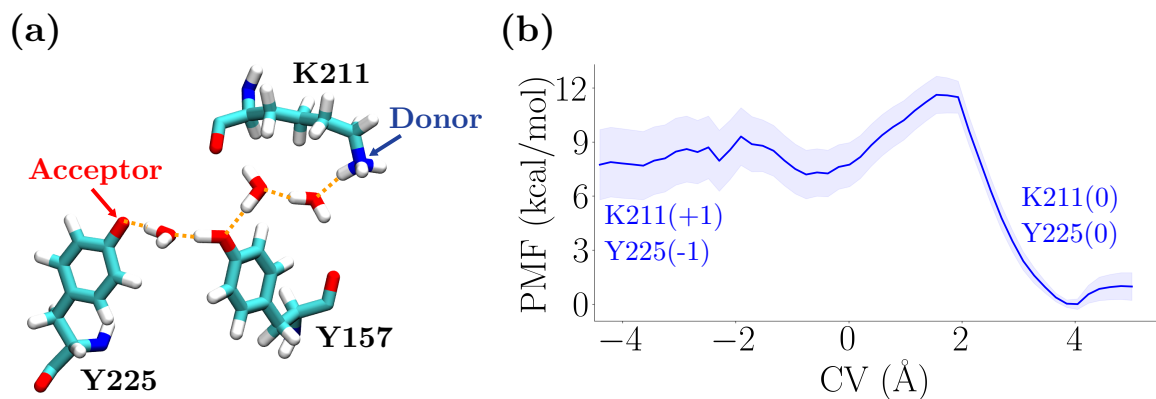 (a)
K211
Donor
Acceptor
Y157
Y225
(b)
PMF (kcal/mol)
12
9
6
3
0
K211(+1)
Y225(-1)
K211(0)
Y225(0)
−4
−2
0
2
4
CV (Å)